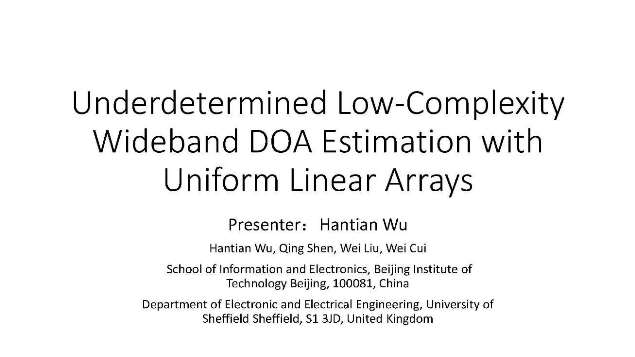 Underdetermined Low-Complexity
Wideband DOA Estimation with
Uniform Linear Arrays
Presenter：Hantian Wu
Hantian Wu, Qing Shen, Wei Liu, Wei Cui
School of Information and Electronics, Beijing Institute of
Technology Beijing, 100081, China
Department of Electronic and Electrical Engineering, University of
Sheffield Sheffield, S1 3JD, United Kingdom